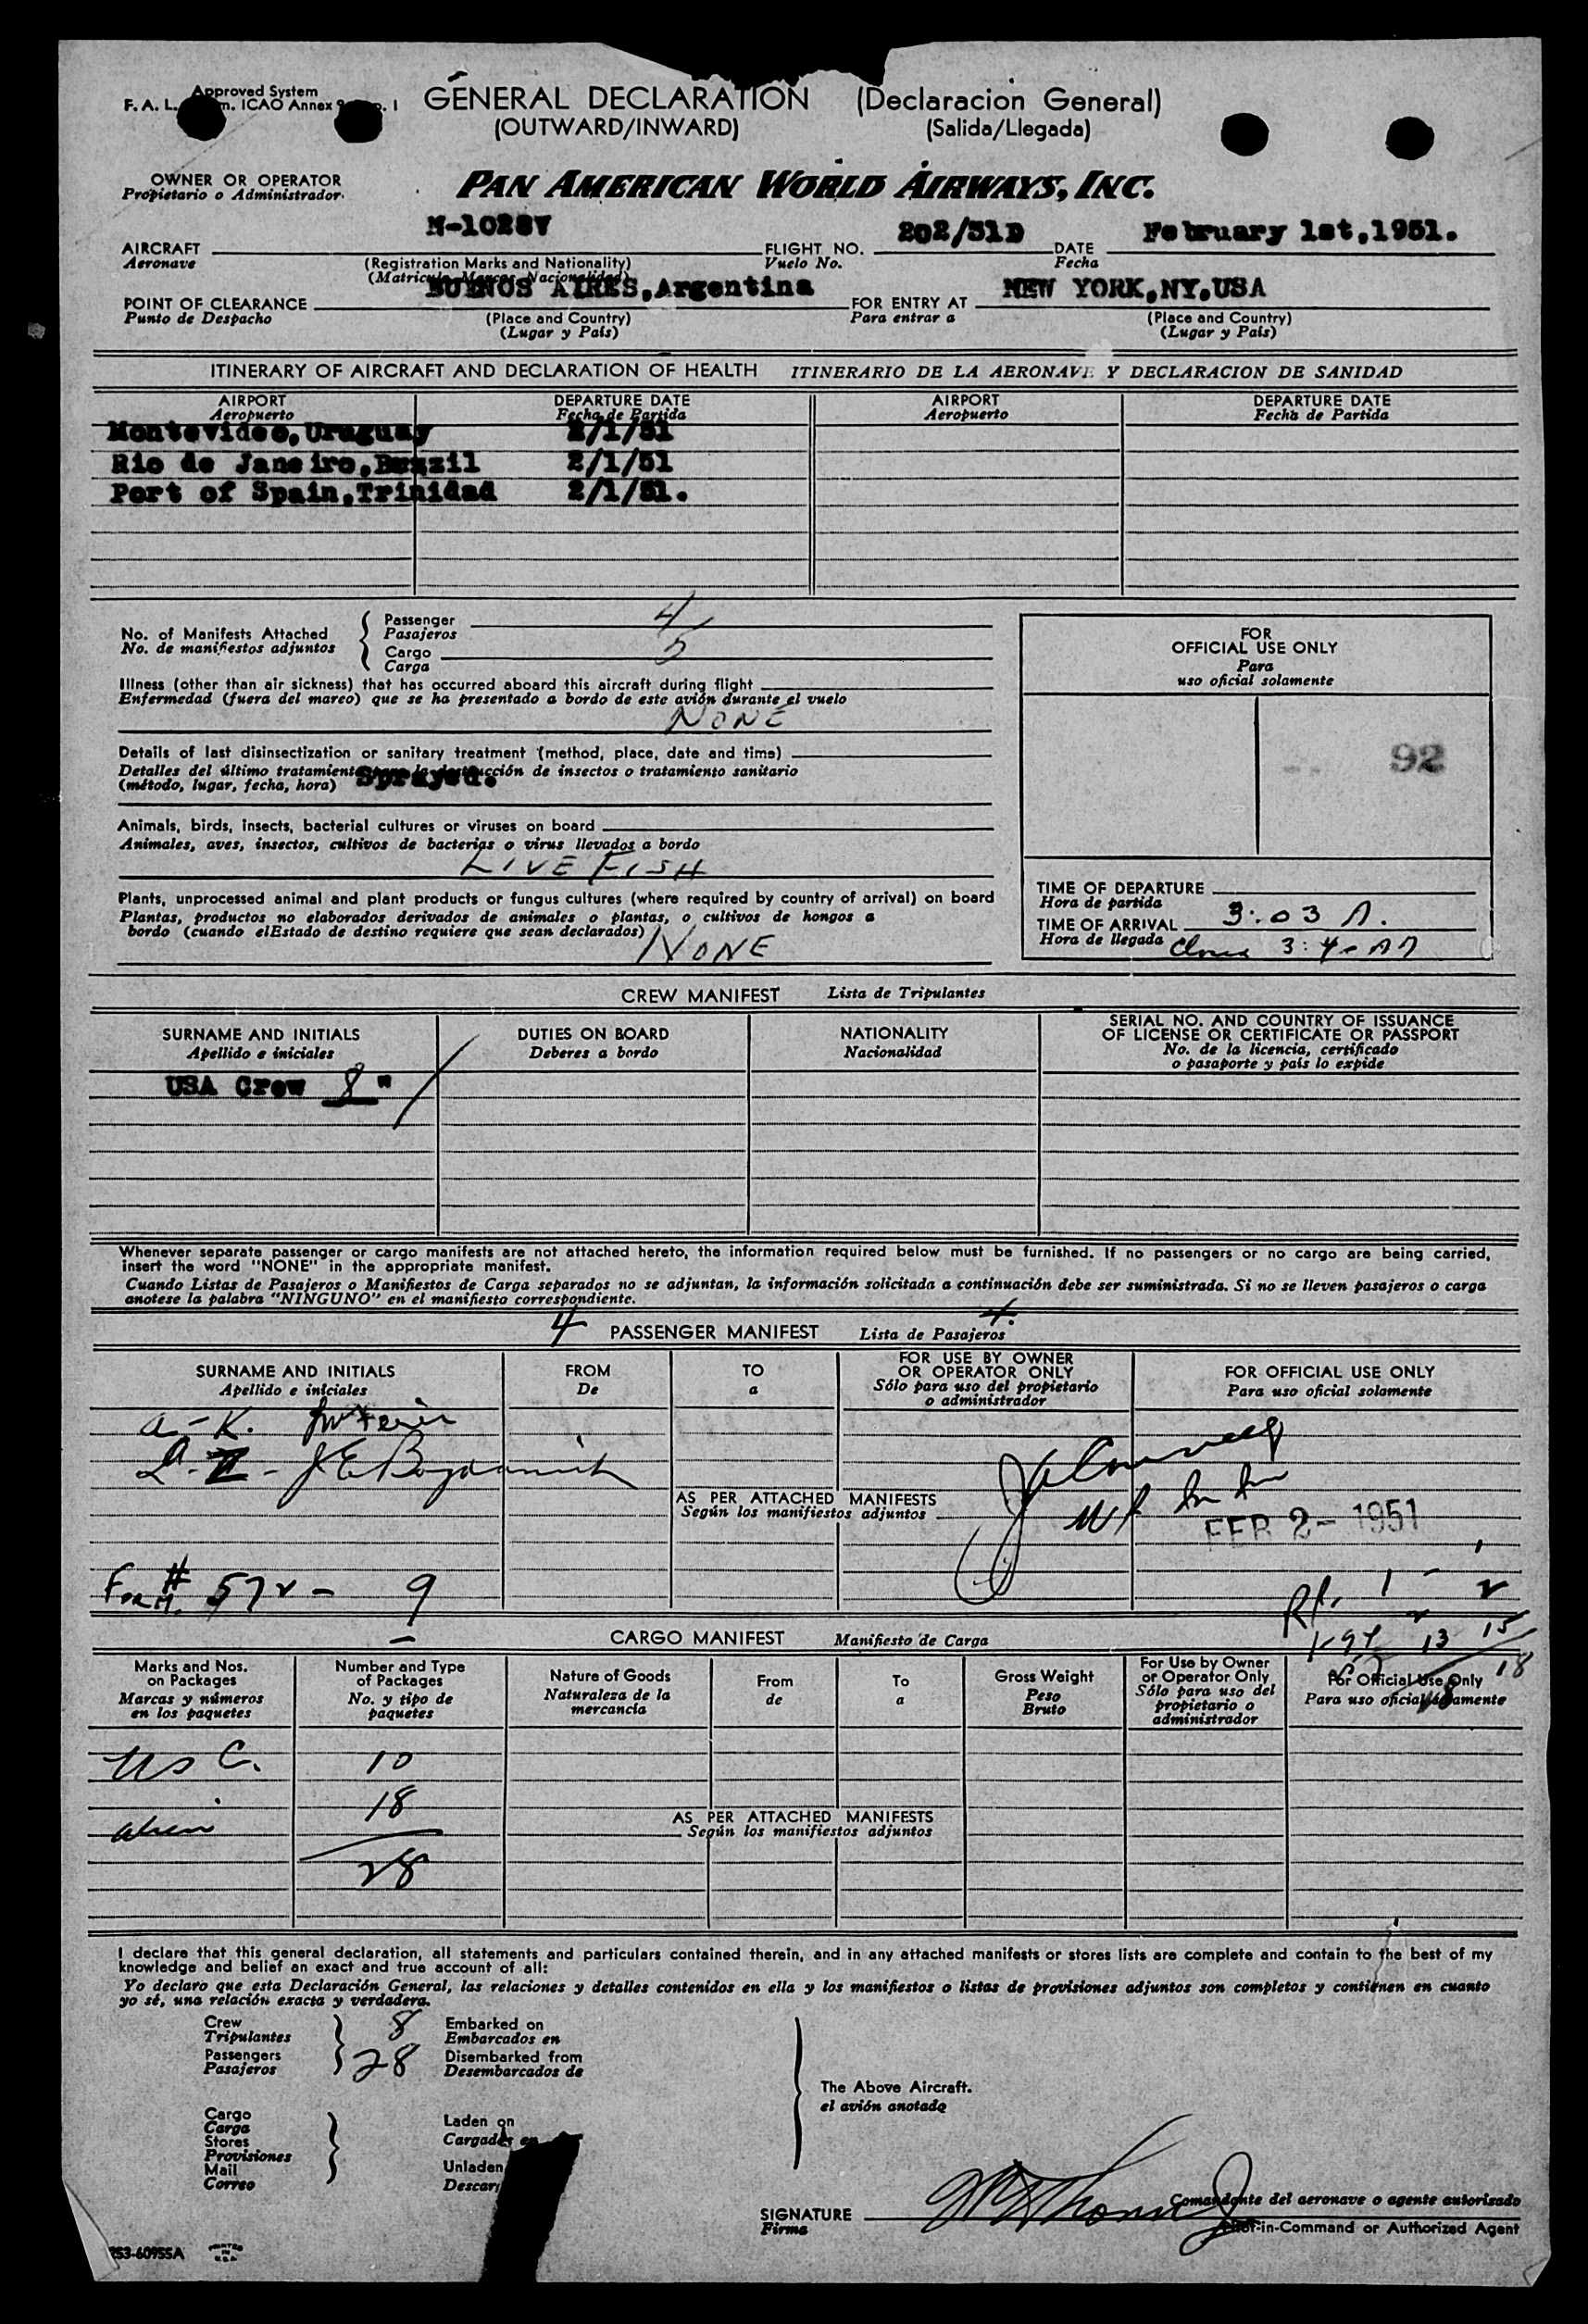 Approved System
GENERAL DECLARATION (Declaracion General)
(OUTWARD/INWARD) (Salida/Llegada)
OWNER OR OPERATOR
Propietario o Administrador.
PAN AMERICAN WORLD AIRWAYS, INC.
N-1028V 202/31D February 1st,1951.
AIRCRAFT FLIGHT NO. DATE
Aeronave (Registration Marks and Nationality) Vuelo No. Fecha
BUENOS AIRES,Argentina NEW YORK,NY,USA
POINT OF CLEARANCE FOR ENTRY AT
Punto de Despacho (Place and Country) Para entrar a (Place and Country)
(Lugar y País) (Lugar y País)
ITINERARY OF AIRCRAFT AND DECLARATION OF HEALTH ITINERARIO DE LA AERONAVE Y DECLARACION DE SANIDAD
AIRPORT DEPARTURE DATE AIRPORT DEPARTURE DATE
Aeropuerto Fecha de Partida Aeropuerto Fecha de Partida
Montevideo,Uruguay 2/1/51
Rio de Janeiro,Brazil 2/1/51
Port of Spain,Trinidad 2/1/51.
No. of Manifests Attached
No. de manifiestos adjuntos
Passenger 4
Pasajeros
Cargo 5
Carga
Illness (other than air sickness) that has occurred aboard this aircraft during flight
Enfermedad (fuera del mareo) que se ha presentado a bordo de este avión durante el vuelo
NONE
Details of last disinsectization or sanitary treatment (method, place, date and time)
Detalles del último tratamiento para la destrucción de insectos o tratamiento sanitario
(método, lugar, fecha, hora) Sprayed.
Animals, birds, insects, bacterial cultures or viruses on board
Animales, aves, insectos, cultivos de bacterias o virus llevados a bordo
LIVE FISH
Plants, unprocessed animal and plant products or fungus cultures (where required by country of arrival) on board
Plantas, productos no elaborados derivados de animales o plantas, o cultivos de hongos a
bordo (cuando elEstado de destino requiere que sean declarados)
NONE
FOR
OFFICIAL USE ONLY
Para
uso oficial solamente
92
TIME OF DEPARTURE
Hora de partida
TIME OF ARRIVAL 3:03 A.
Hora de llegada
CREW MANIFEST Lista de Tripulantes
SURNAME AND INITIALS DUTIES ON BOARD NATIONALITY SERIAL NO. AND COUNTRY OF ISSUANCE
OF LICENSE OR CERTIFICATE OR PASSPORT
Apellido e iniciales Deberes a bordo Nacionalidad No. de la licencia, certificado
o pasaporte y país lo expide
USA Crew 8"
Whenever separate passenger or cargo manifests are not attached hereto, the information required below must be furnished. If no passengers or no cargo are being carried,
insert the word "NONE" in the appropriate manifest.
Cuando Listas de Pasajeros o Manifiestos de Carga separados no se adjuntan, la información solicitada a continuación debe ser suministrada. Si no se lleven pasajeros o carga
anotese la palabra "NINGUNO" en el manifiesto correspondiente.
4 PASSENGER MANIFEST Lista de Pasajeros 4.
SURNAME AND INITIALS FROM TO FOR USE BY OWNER
OR OPERATOR ONLY FOR OFFICIAL USE ONLY
Apellido e iniciales De a Sólo para uso del propietario
o administrador Para uso oficial solamente
AS PER ATTACHED MANIFESTS
Según los manifiestos adjuntos
FEB 2- 1951
Form # 572 - 9
CARGO MANIFEST Manifiesto de Carga
Marks and Nos.
on Packages
Marcas y números
en los paquetes
Number and Type
of Packages
No. y tipo de
paquetes
Nature of Goods
Naturaleza de la
mercancía
From
de
To
a
Gross Weight
Peso
Bruto
For Use by Owner
or Operator Only
Sólo para uso del
propietario o
administrador
For Official Use Only
Para uso oficial solamente
US C. 10
Alien 18
28
AS PER ATTACHED MANIFESTS
Según los manifiestos adjuntos
I declare that this general declaration, all statements and particulars contained therein, and in any attached manifests or stores lists are complete and contain to the best of my
knowledge and belief an exact and true account of all:
Yo declaro que esta Declaración General, las relaciones y detalles contenidos en ella y los manifiestos o listas de provisiones adjuntos son completos y contienen en cuanto
yo sé, una relación exacta y verdadera.
Crew 8 Embarked on
Tripulantes Embarcados en
Passengers 28 Disembarked from
Pasajeros Desembarcados de
The Above Aircraft.
el avión anotado
Cargo
Carga
Stores
Provisiones
Mail
Correo
Laden on
Cargados en
Unladen
SIGNATURE
Firma
Comandante del aeronave o agente autorizado
Pilot-in-Command or Authorized Agent
253-6095SA PRINTED IN U.S.A.